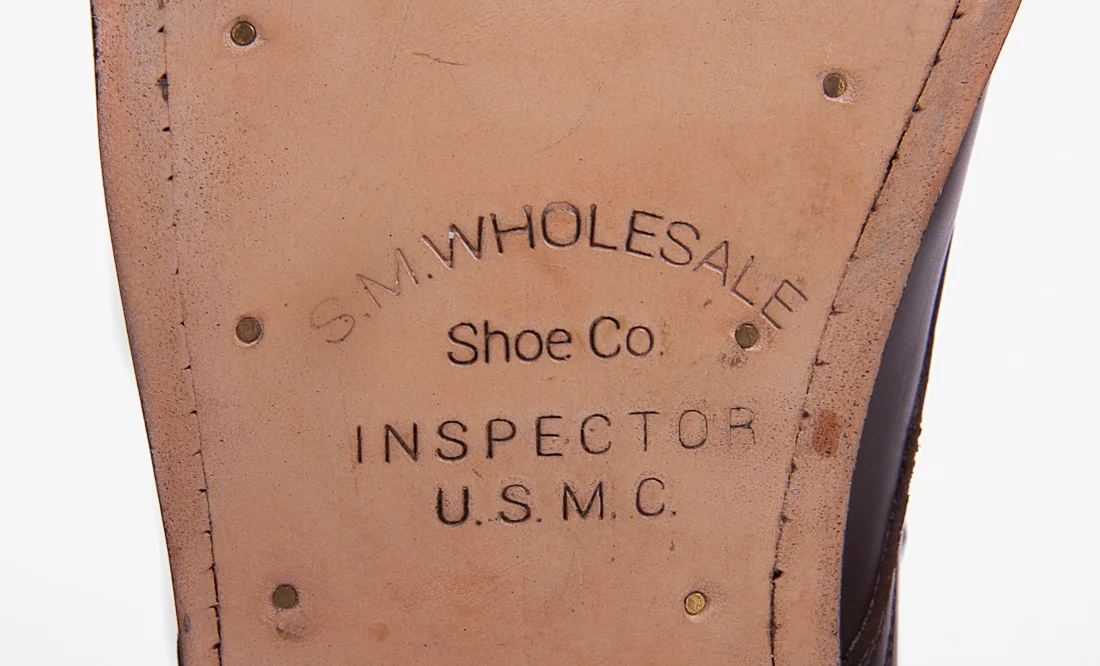 S.M.WHOLESALE
Shoe Co.
INSPECTOR
U.S.M.C.